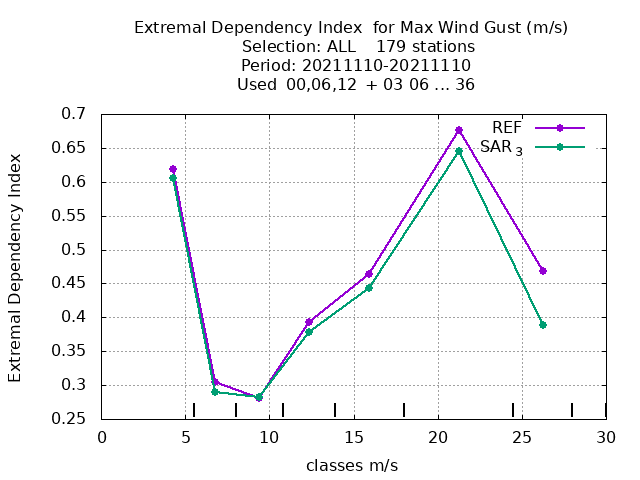 Extremal Dependency Index  for Max Wind Gust (m/s)
Selection: ALL    179 stations
Period: 20211110-20211110
Used  00,06,12  + 03 06 ... 36
Extremal Dependency Index
0.7
0.65
0.6
0.55
0.5
0.45
0.4
0.35
0.3
0.25
REF
SAR 3
0 5 10 15 20 25 30
classes m/s